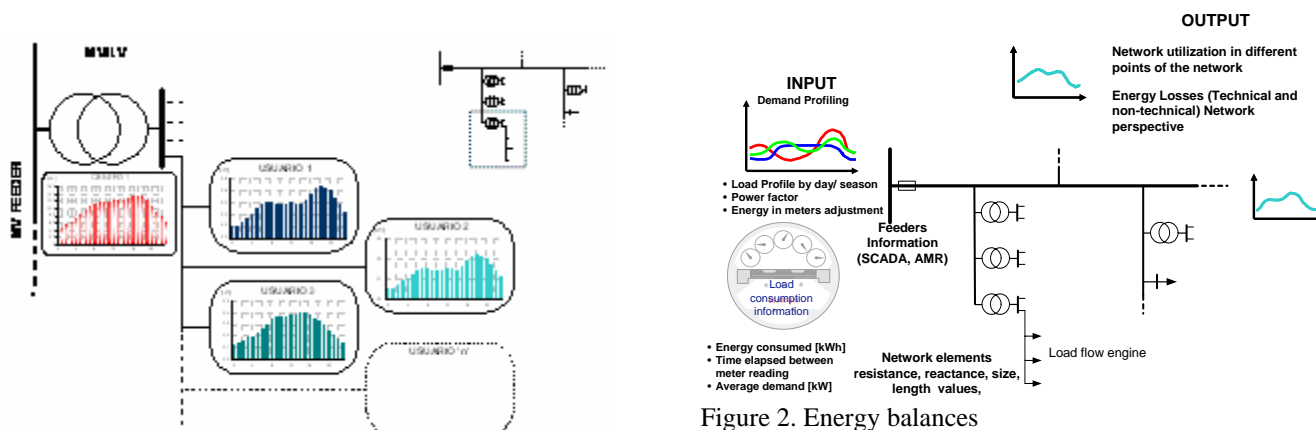 MV/LV
MV FEEDER
USUARIO 1
USUARIO 2
USUARIO 3
USUARIO 'n'
OUTPUT
Network utilization in different
points of the network
Energy Losses (Technical and
non-technical) Network
perspective
INPUT
Demand Profiling
• Load Profile by day/ season
• Power factor
• Energy in meters adjustment
Feeders
Information
(SCADA, AMR)
Load
consumption
information
• Energy consumed [kWh]
• Time elapsed between
meter reading
• Average demand [kW]
Network elements
resistance, reactance, size,
length values,
Load flow engine
Figure 2. Energy balances